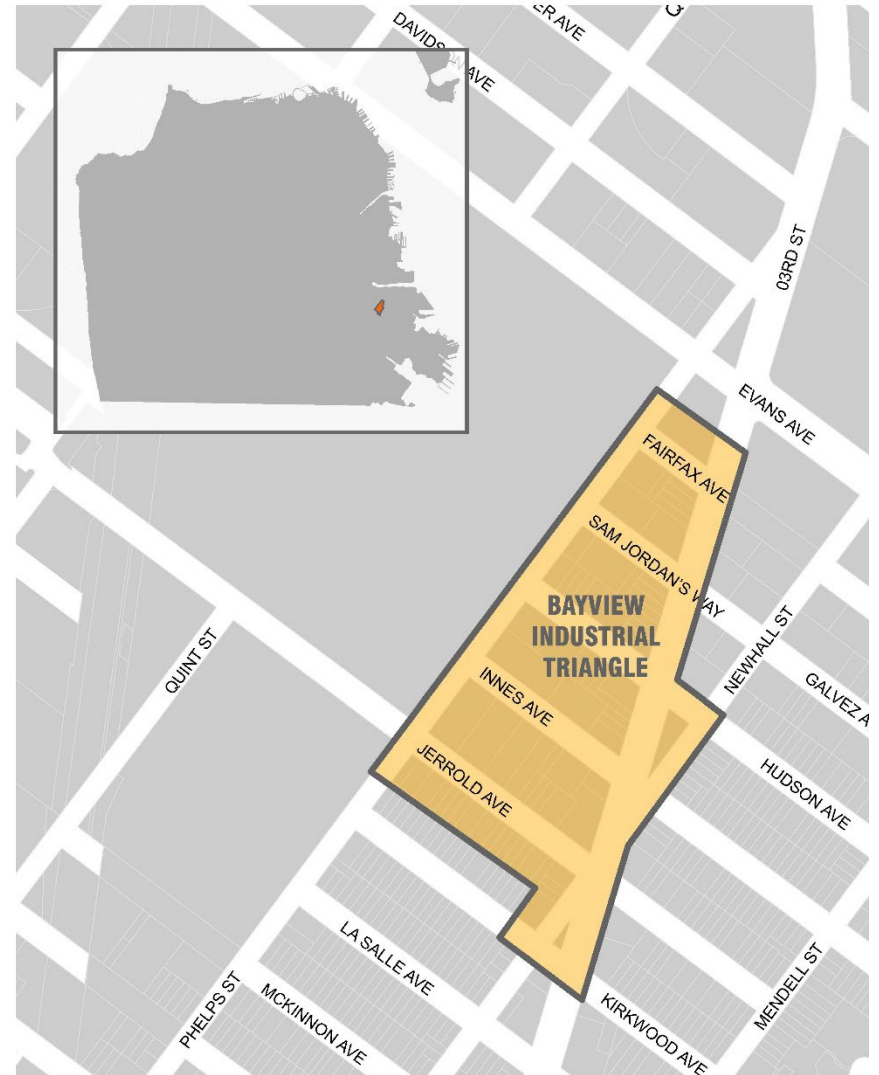 DAVIDSON AVE
ER AVE
03RD ST
EVANS AVE
FAIRFAX AVE
SAM JORDAN'S WAY
BAYVIEW
INDUSTRIAL
TRIANGLE
NEWHALL ST
GALVEZ A
QUINT ST
INNES AVE
HUDSON AVE
JERROLD AVE
LA SALLE AVE
MENDELL ST
PHELPS ST
MCKINNON AVE
KIRKWOOD AVE